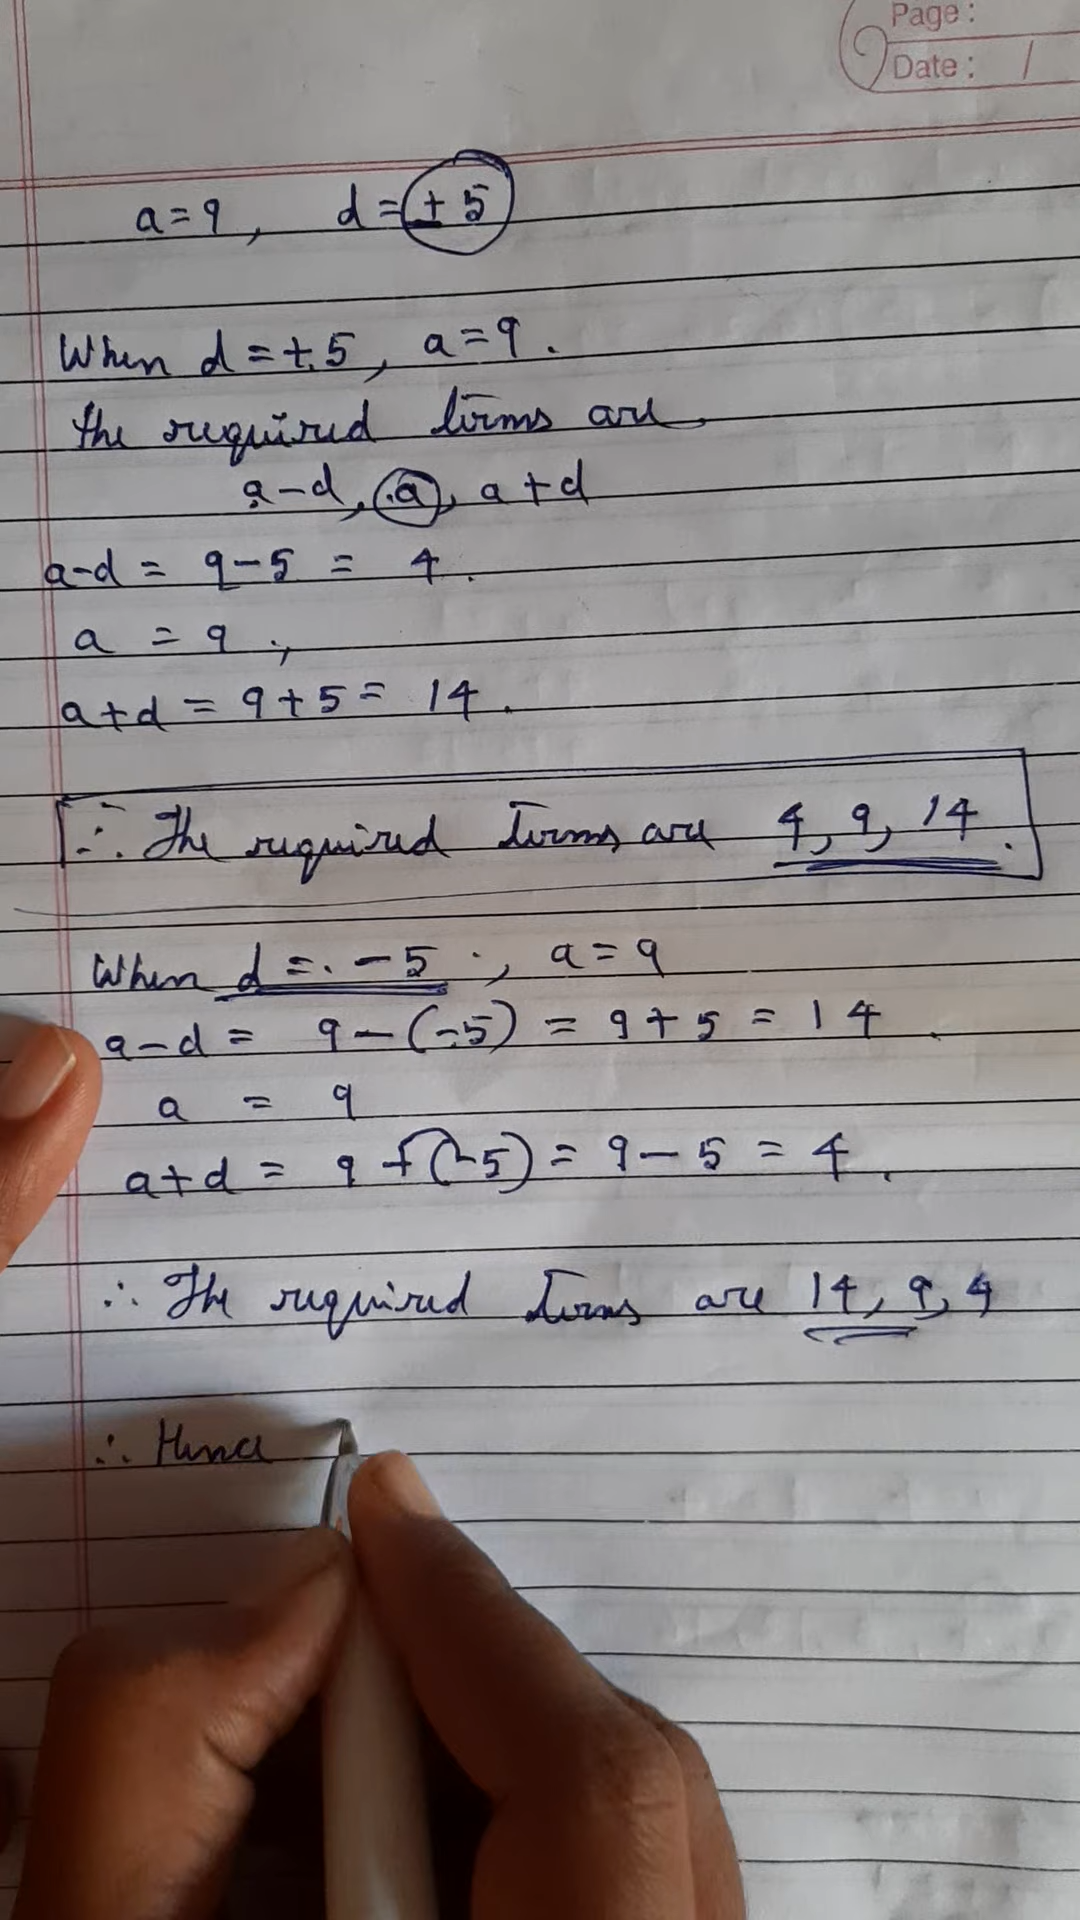 Page :
Date : /
a = 9, d = ± 5
When d = +5, a = 9.
the required terms are
a-d, a, a+d
a-d = 9-5 = 4.
a = 9,
a+d = 9+5 = 14.
∴ The required terms are 4, 9, 14.
When d = -5, a = 9
a-d = 9-(-5) = 9+5 = 14.
a = 9
a+d = 9+(-5) = 9-5 = 4.
∴ The required terms are 14, 9, 4
∴ Hence